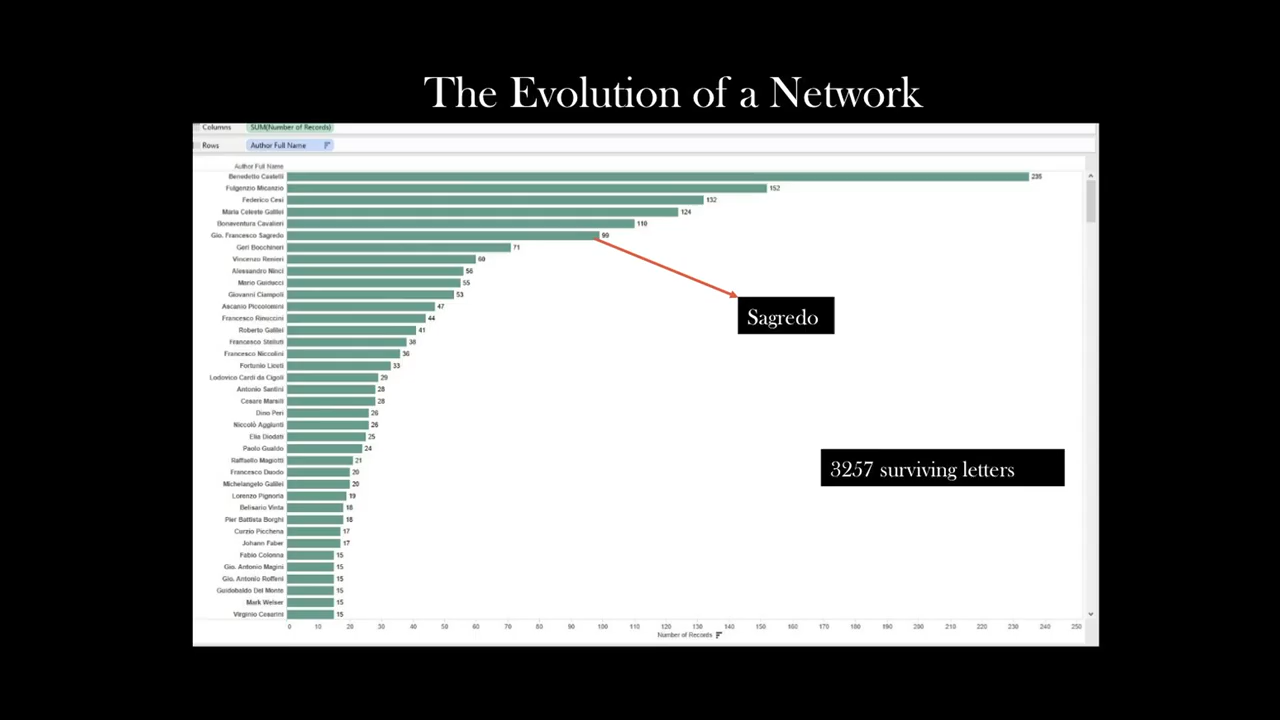 The Evolution of a Network
Columns SUM(Number of Records)
Rows Author Full Name
Author Full Name
Benedetto Castelli 235
Fulgenzio Micanzio 152
Federico Cesi 132
Maria Celeste Galilei 124
Bonaventura Cavalieri 110
Gio. Francesco Sagredo 99
Geri Bocchineri 71
Vincenzo Renieri 60
Alessandro Ninci 56
Mario Guiducci 55
Giovanni Ciampoli 53
Ascanio Piccolomini 47
Francesco Rinuccini 44
Roberto Galilei 41
Francesco Stelluti 38
Francesco Niccolini 36
Fortunio Liceti 33
Lodovico Cardi da Cigoli 29
Antonio Santini 28
Cesare Marsili 28
Dino Peri 26
Niccolò Aggiunti 26
Elia Diodati 25
Paolo Gualdo 24
Raffaello Magiotti 21
Francesco Duodo 20
Michelangelo Galilei 20
Lorenzo Pignoria 19
Belisario Vinta 18
Pier Battista Borghi 18
Curzio Picchena 17
Johann Faber 17
Fabio Colonna 15
Gio. Antonio Magini 15
Gio. Antonio Roffeni 15
Guidobaldo Del Monte 15
Mark Welser 15
Virginio Cesarini 15
Sagredo
3257 surviving letters
0 10 20 30 40 50 60 70 80 90 100 110 120 130 140 150 160 170 180 190 200 210 220 230 240 250
Number of Records